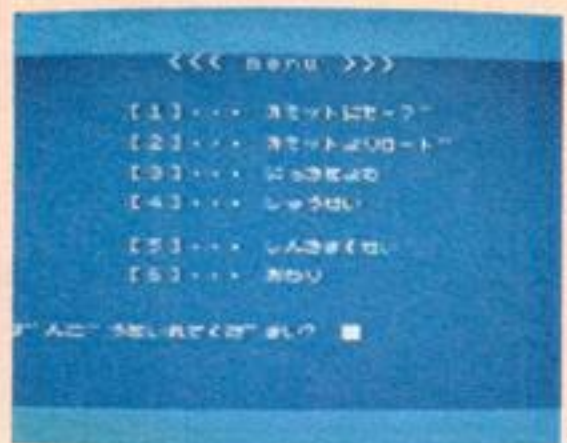 <<< menu >>>
[1]・・・ カセットにセーフ゛
[2]・・・ カセットよりロート゛
[3]・・・ にっきをよむ
[4]・・・ しゅうせい
[5]・・・ しんきさくせい
[6]・・・ おわり
は゛んこ゛うをいれてくた゛さい?